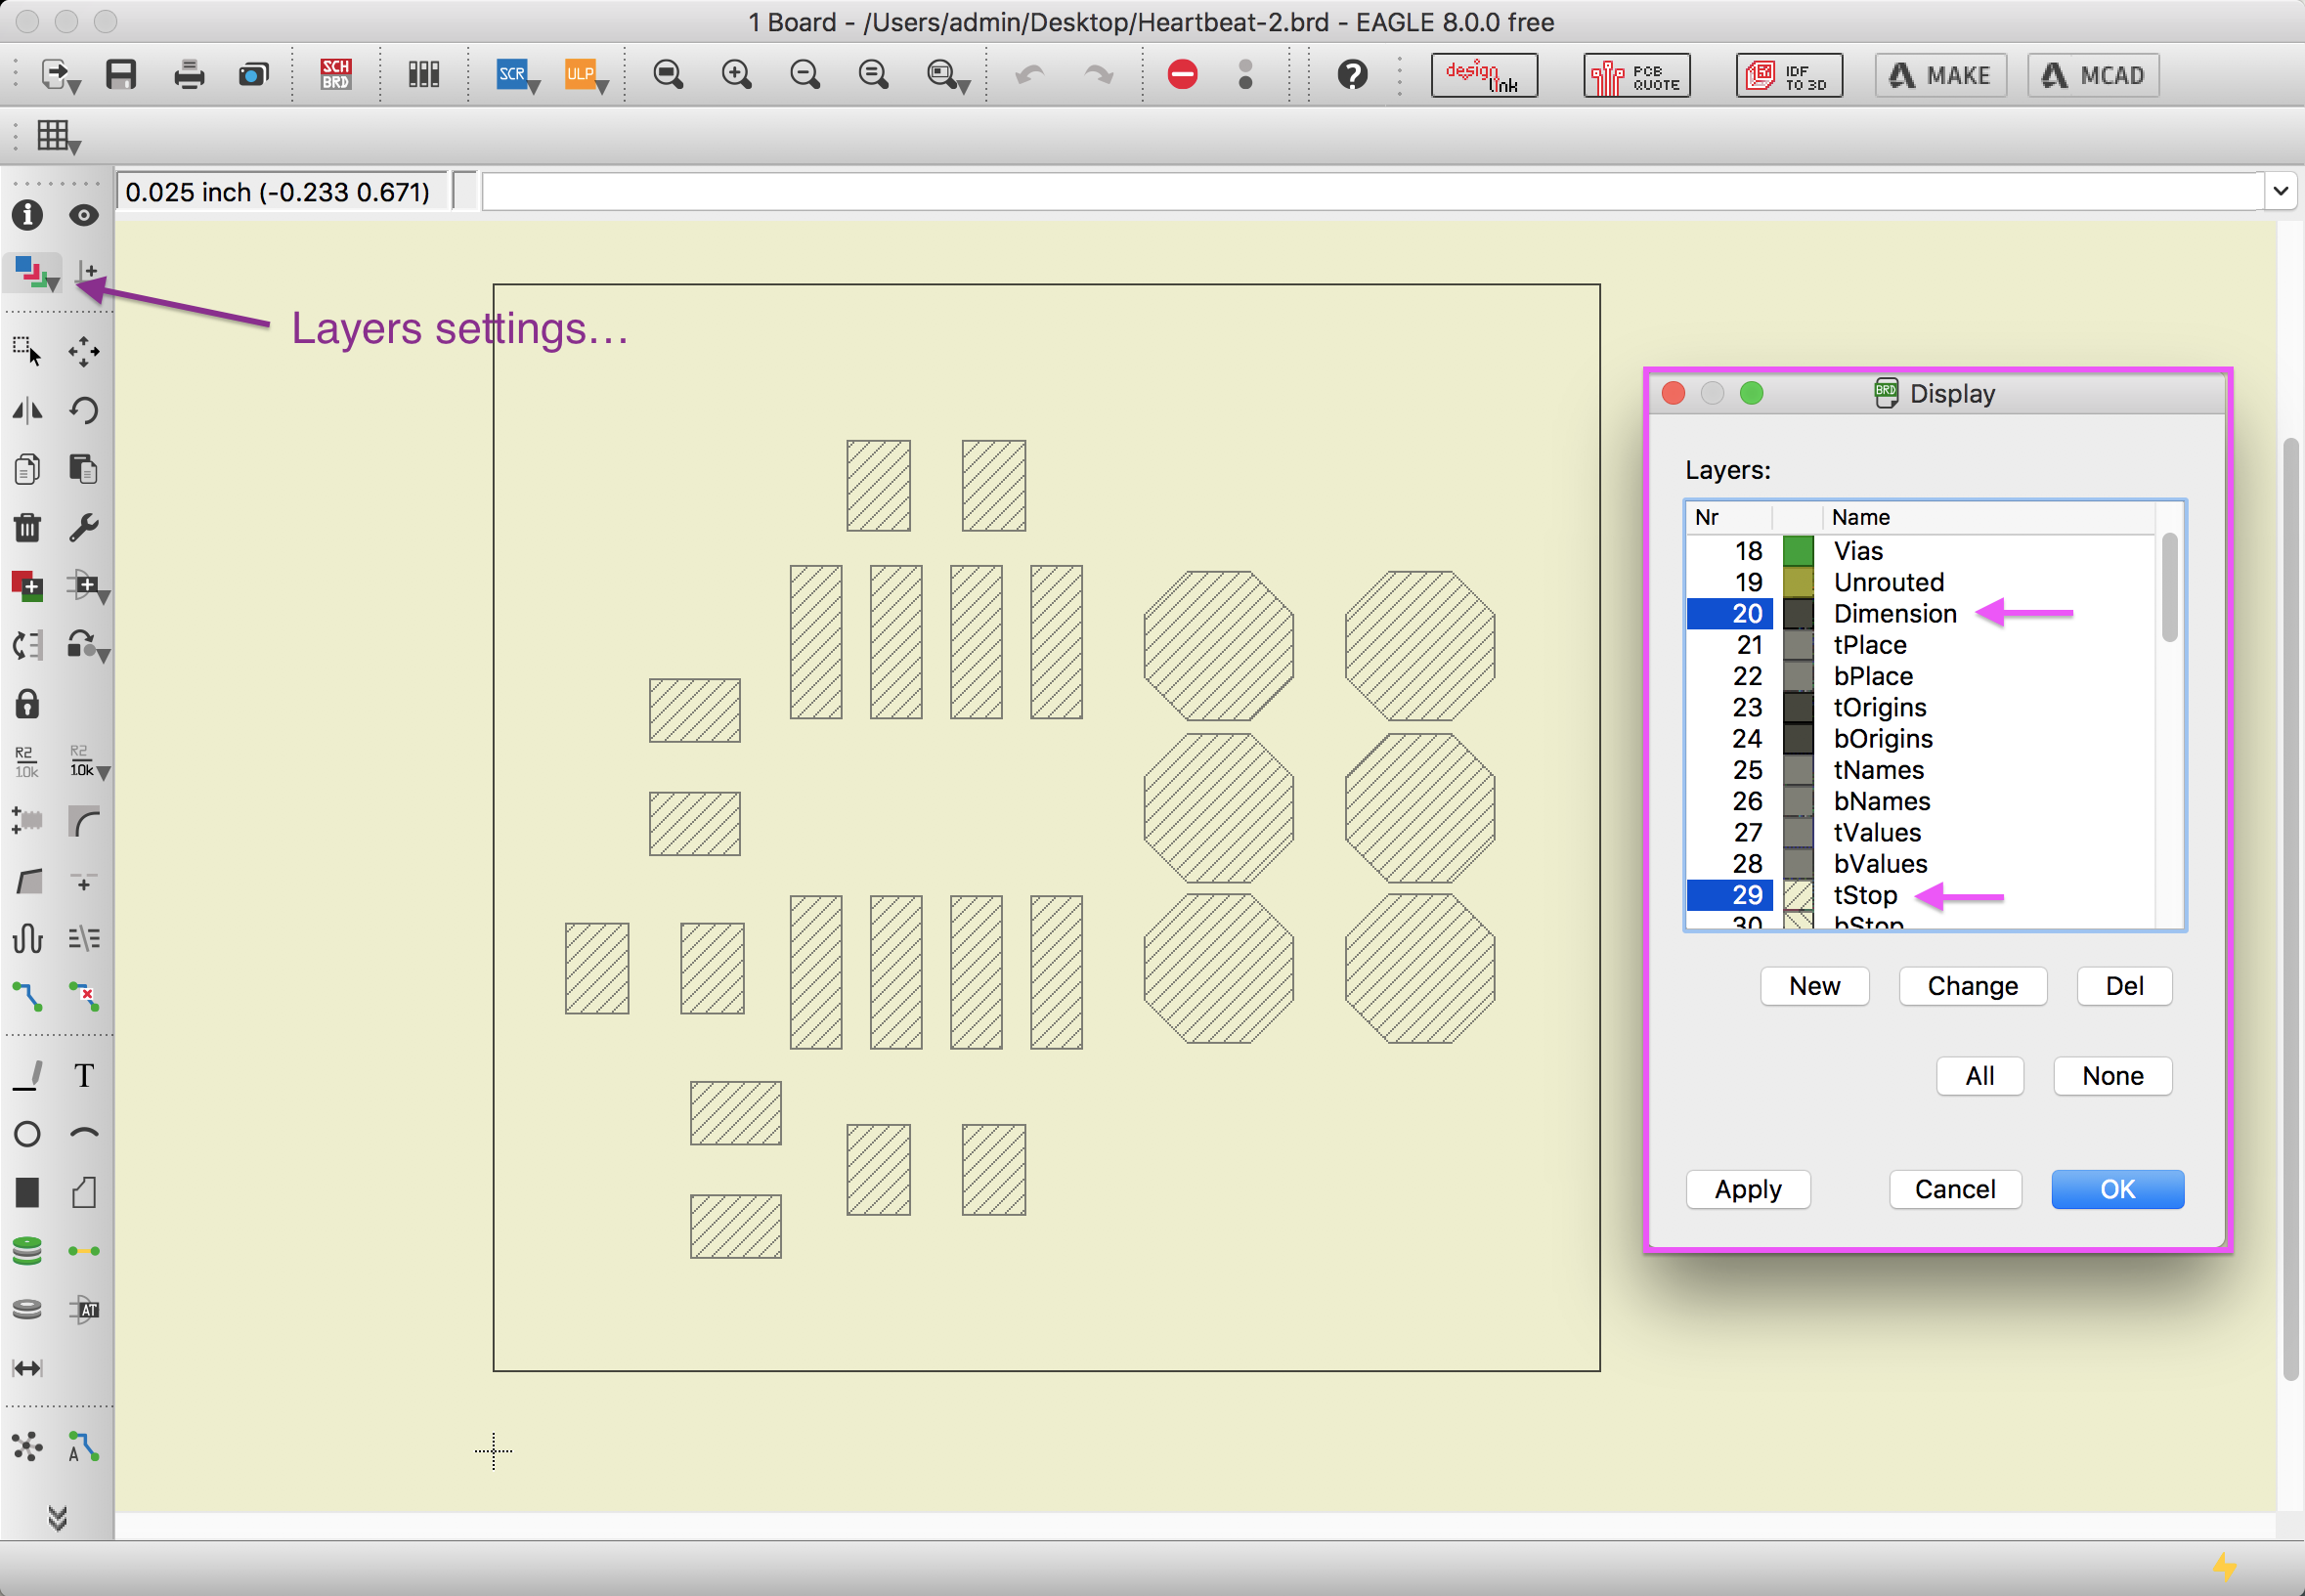 1 Board - /Users/admin/Desktop/Heartbeat-2.brd - EAGLE 8.0.0 free
SCH
BRD
SCR
ULP
design
link
PCB
QUOTE
IDF
TO 3D
MAKE
MCAD
0.025 inch (-0.233 0.671)
Layers settings...
R2
10k
R2
10k
T
AT
A
BRD
Display
Layers:
Nr Name
18 Vias
19 Unrouted
20 Dimension
21 tPlace
22 bPlace
23 tOrigins
24 bOrigins
25 tNames
26 bNames
27 tValues
28 bValues
29 tStop
30 bStop
New Change Del
All None
Apply Cancel OK